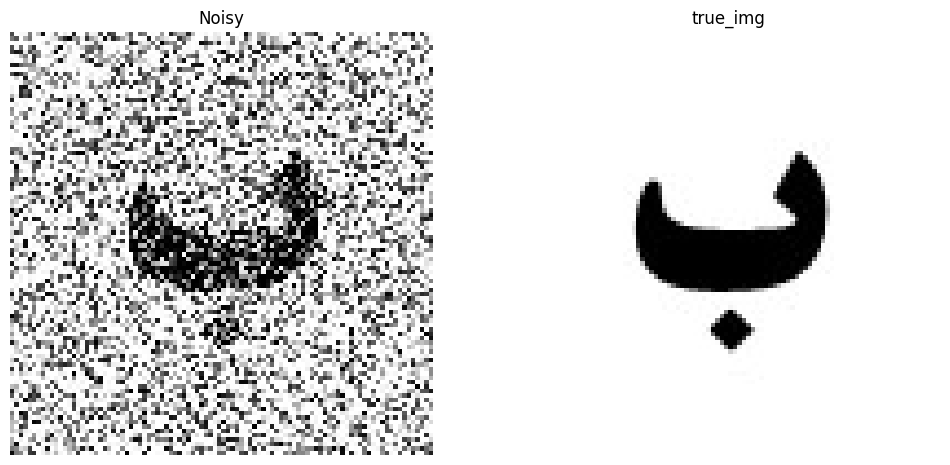 Noisy true_img
ب ب